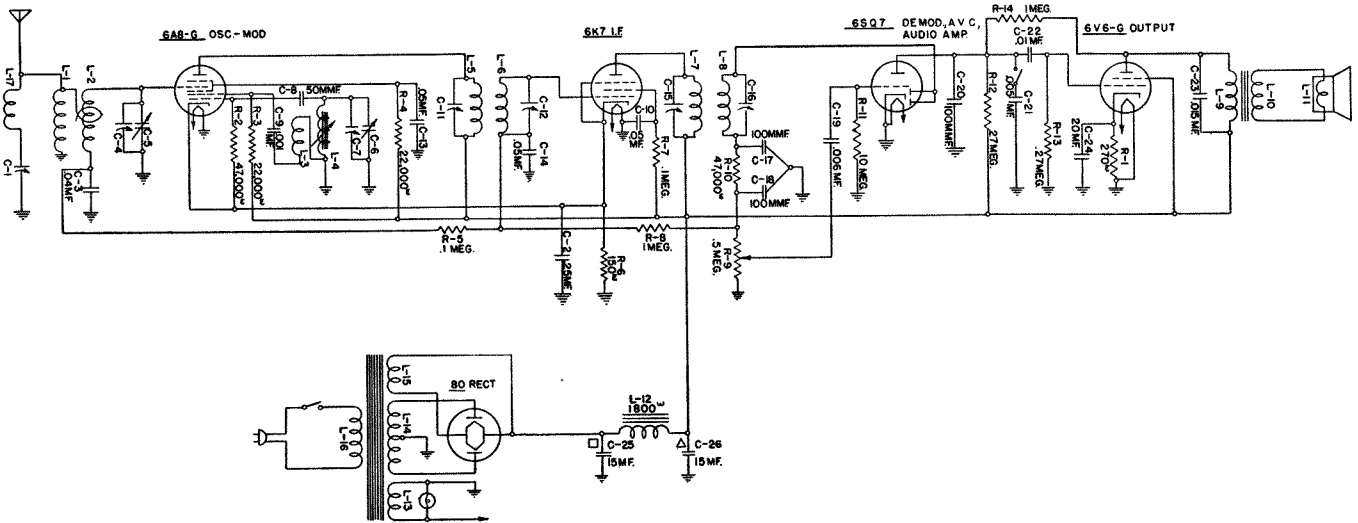 R-14 1MEG.
6A8-G OSC.-MOD
6K7 I.F.
6SQ7 DEMOD., A V C,
AUDIO AMP.
C-22
.01MF.
6V6-G OUTPUT
L-17
L-1
L-2
C-4
C-5
C-3
.04MF.
C-1
R-2
47,000ω
R-3
22,000ω
C-8 50MMF
C-9
.001
MF
L-3
L-4
C-7
C-6
R-4
22,000ω
.05MF.
C-13
C-11
L-5
L-6
C-12
C-14
.05MF.
C-10
.05
MF.
R-7
.1MEG.
L-7
C-15
L-8
C-16
100MMF
C-17
C-18
100MMF
R-10
47,000ω
C-19
.006MF.
R-11
10MEG.
C-20
100MMF
R-12
.27MEG.
C-21
.005MF
R-13
.27MEG.
C-24
20MF.
R-1
270ω
C-23
.015MF.
L-9
L-10
L-11
R-5
.1 MEG.
C-2
.25MF.
R-6
150ω
R-8
1MEG.
R-9
.5MEG.
L-15
80 RECT
L-14
L-16
L-13
L-12
1800ω
C-25
15MF.
C-26
15MF.